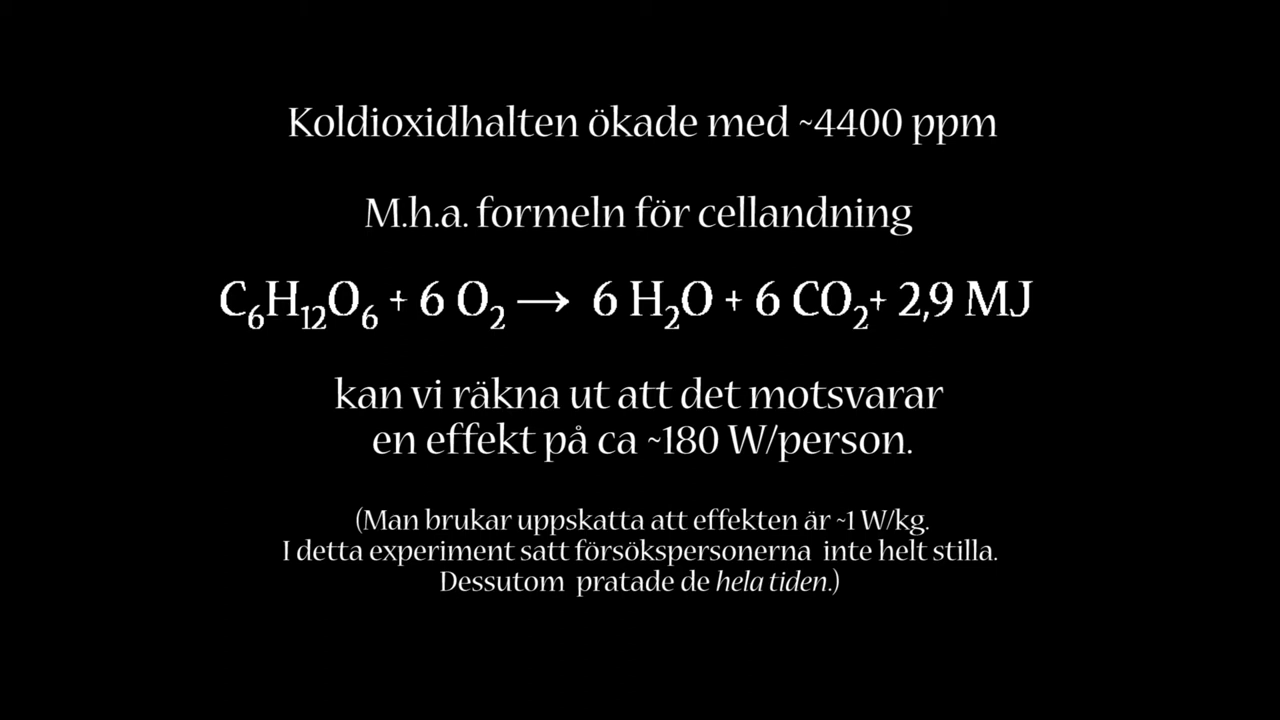 Koldioxidhalten ökade med ~4400 ppm
M.h.a. formeln för cellandning
C₆H₁₂O₆ + 6 O₂ → 6 H₂O + 6 CO₂+ 2,9 MJ
kan vi räkna ut att det motsvarar
en effekt på ca ~180 W/person.
(Man brukar uppskatta att effekten är ~1 W/kg.
I detta experiment satt försökspersonerna inte helt stilla.
Dessutom pratade de hela tiden.)